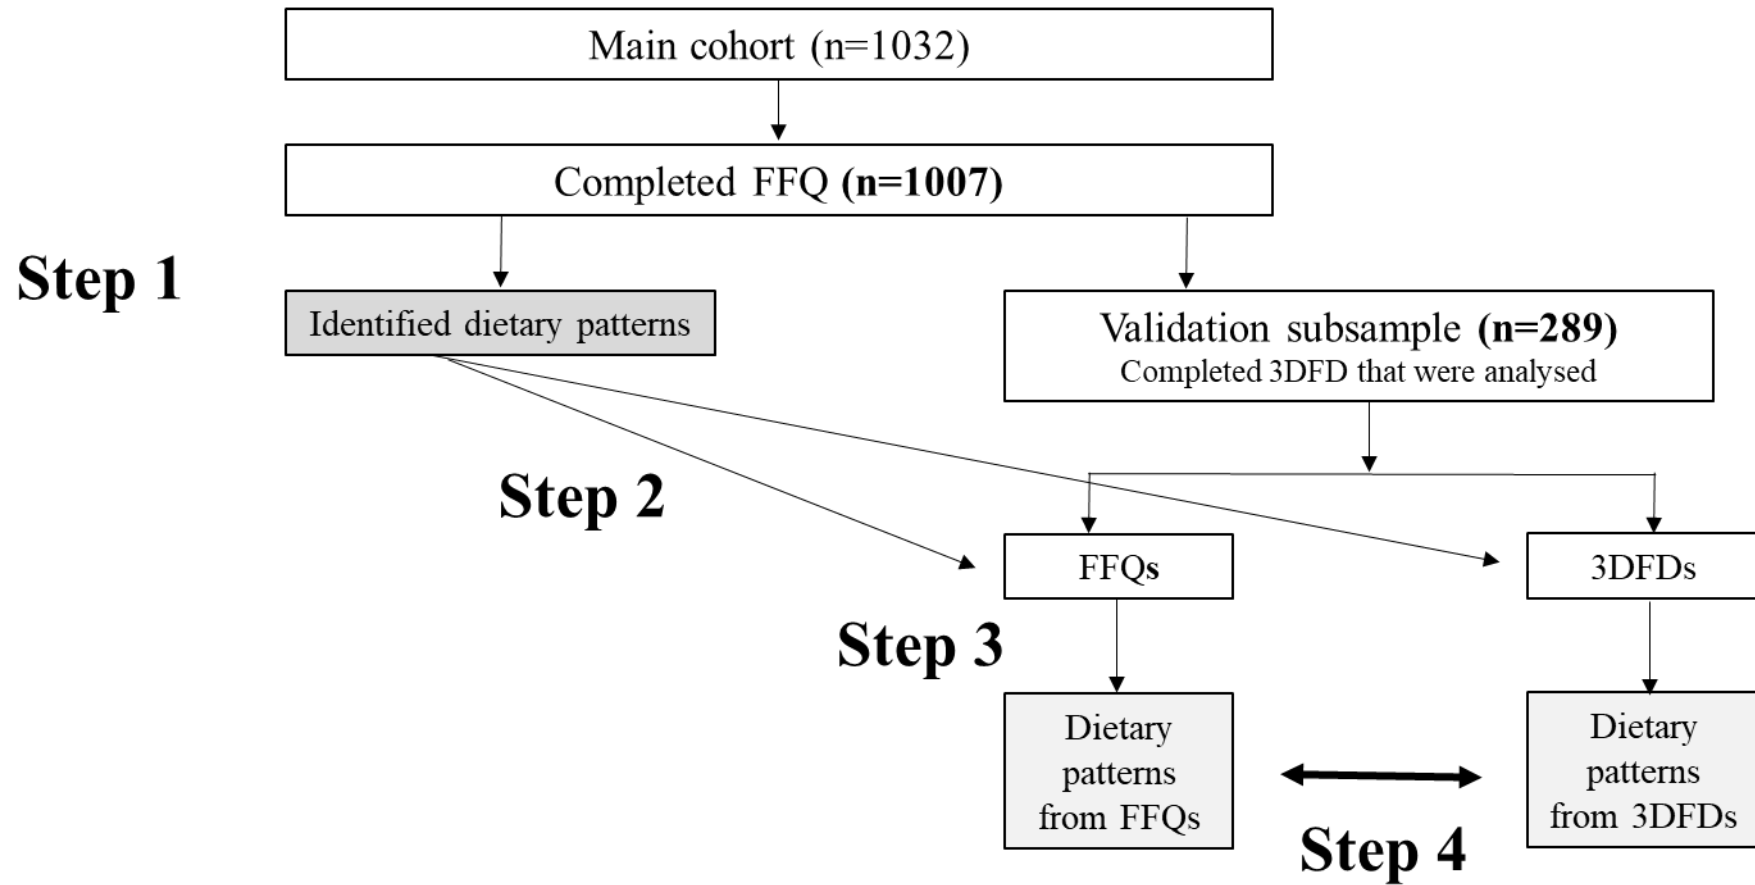 Main cohort (n=1032)
Completed FFQ (n=1007)
Step 1
Identified dietary patterns
Validation subsample (n=289)
Completed 3DFD that were analysed
Step 2
FFQs
3DFDs
Step 3
Dietary
patterns
from FFQs
Dietary
patterns
from 3DFDs
Step 4